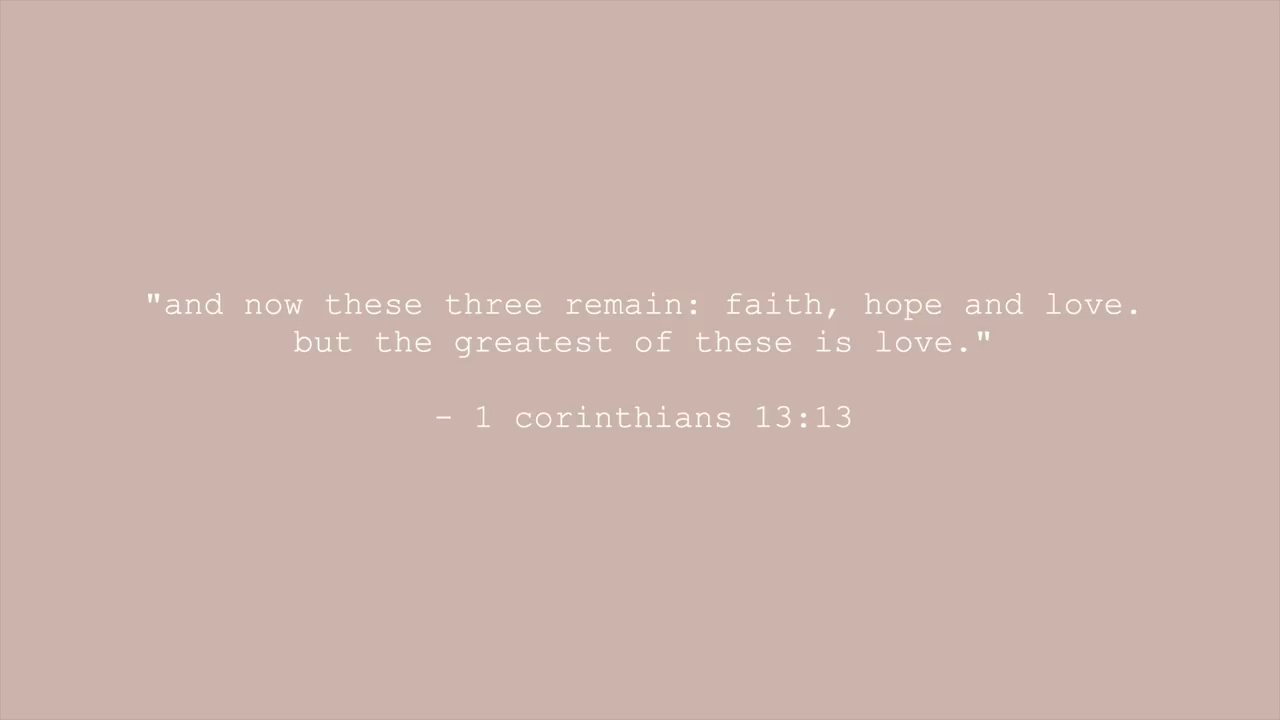 "and now these three remain: faith, hope and love.
but the greatest of these is love."
- 1 corinthians 13:13